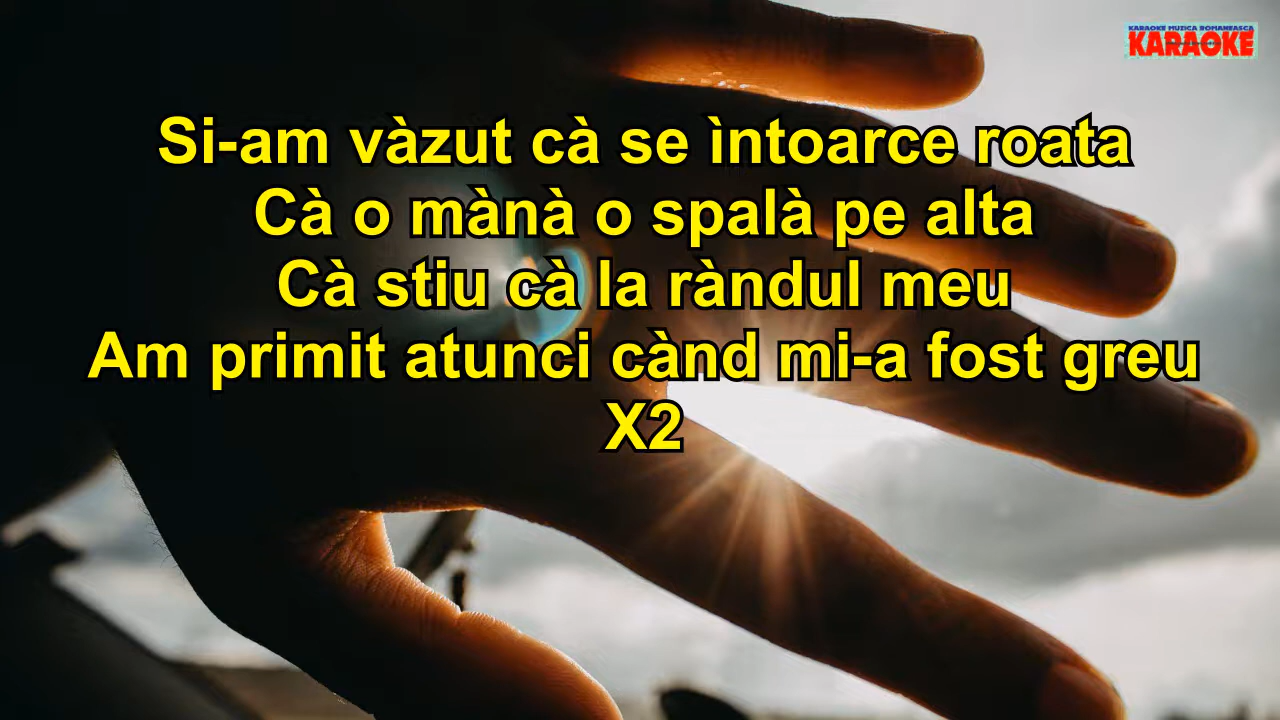 KARAOKE MUZICA ROMANEASCA
KARAOKE
Si-am vàzut cà se ìntoarce roata
Cà o mànà o spalà pe alta
Cà stiu cà la ràndul meu
Am primit atunci cànd mi-a fost greu
X2